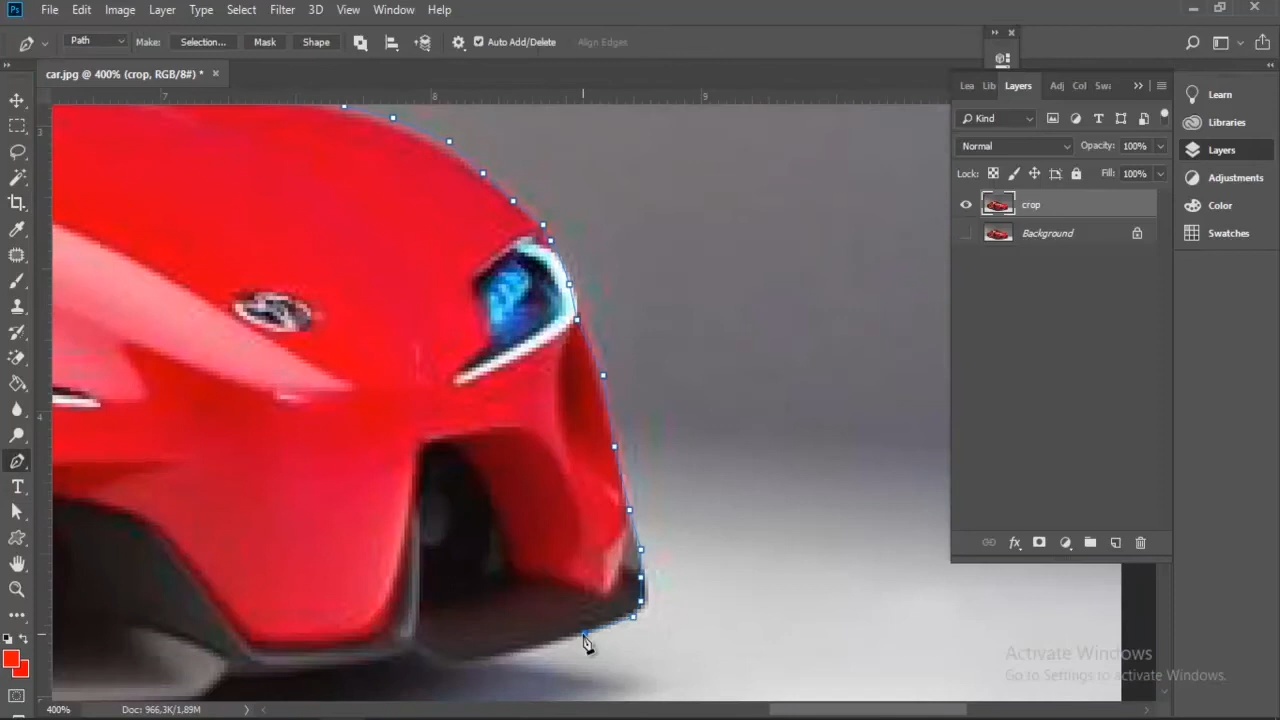 Ps File Edit Image Layer Type Select Filter 3D View Window Help
Path Make: Selection... Mask Shape Auto Add/Delete Align Edges
car.jpg @ 400% (crop, RGB/8#) * ×
7 8 9
3
4
Lea Lib Layers Adj Col Swa
Kind
Normal Opacity: 100%
Lock: Fill: 100%
crop
Background
Learn
Libraries
Layers
Adjustments
Color
Swatches
Activate Windows
Go to Settings to activate Windows.
400% Doc: 966,3K/1,89M